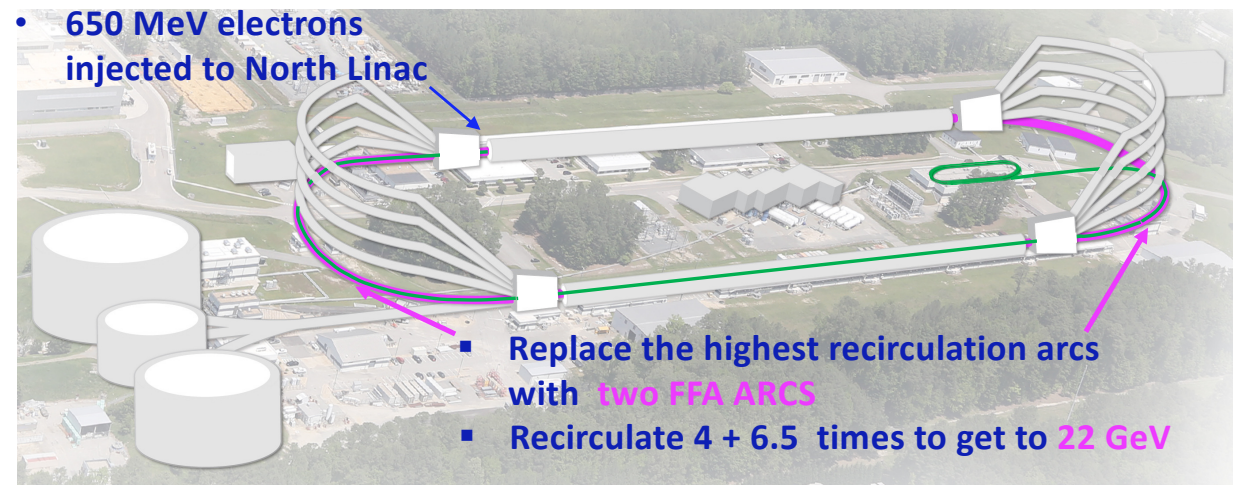 • 650 MeV electrons
injected to North Linac
▪ Replace the highest recirculation arcs
with two FFA ARCS
▪ Recirculate 4 + 6.5 times to get to 22 GeV